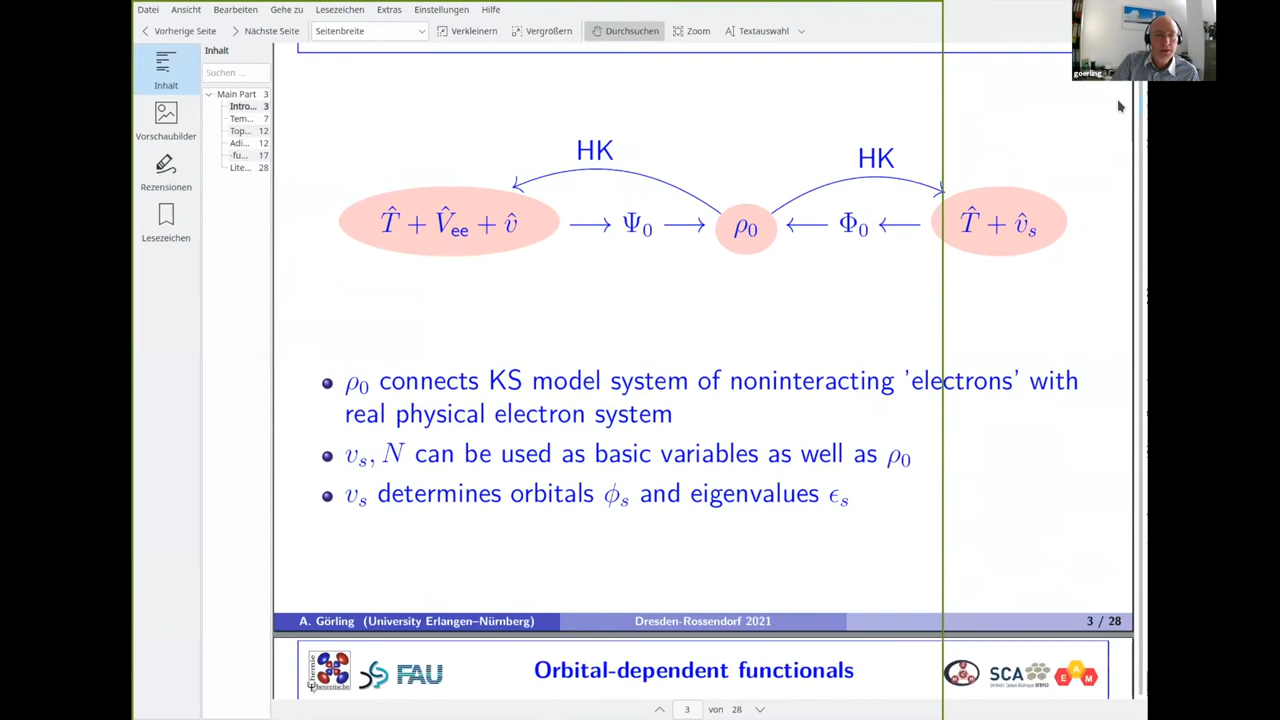 Datei Ansicht Bearbeiten Gehe zu Lesezeichen Extras Einstellungen Hilfe
Vorherige Seite Nächste Seite Seitenbreite Verkleinern Vergrößern Durchsuchen Zoom Textauswahl
goerling
Inhalt
Vorschaubilder
Rezensionen
Lesezeichen
Inhalt
Suchen ...
Main Part 3
Intro... 3
Tem... 7
Top... 12
Adi... 12
-fu... 17
Lite... 28
HK HK
T̂ + V̂ee + v̂ → Ψ0 → ρ0 ← Φ0 ← T̂ + v̂s
• ρ0 connects KS model system of noninteracting 'electrons' with
real physical electron system
• vs, N can be used as basic variables as well as ρ0
• vs determines orbitals ϕs and eigenvalues ϵs
A. Görling (University Erlangen–Nürnberg) Dresden-Rossendorf 2021 3 / 28
FAU Orbital-dependent functionals SCA EAM
3 von 28